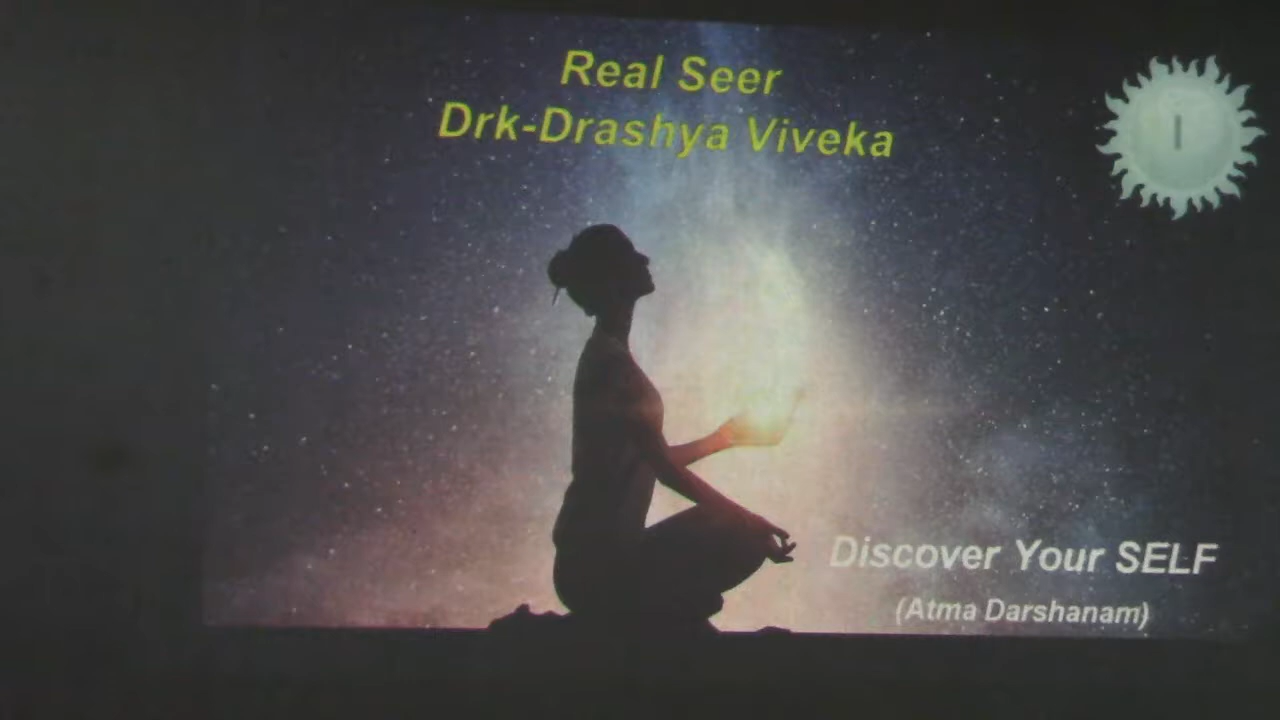 Real Seer
Drk-Drashya Viveka
I
Discover Your SELF
(Atma Darshanam)